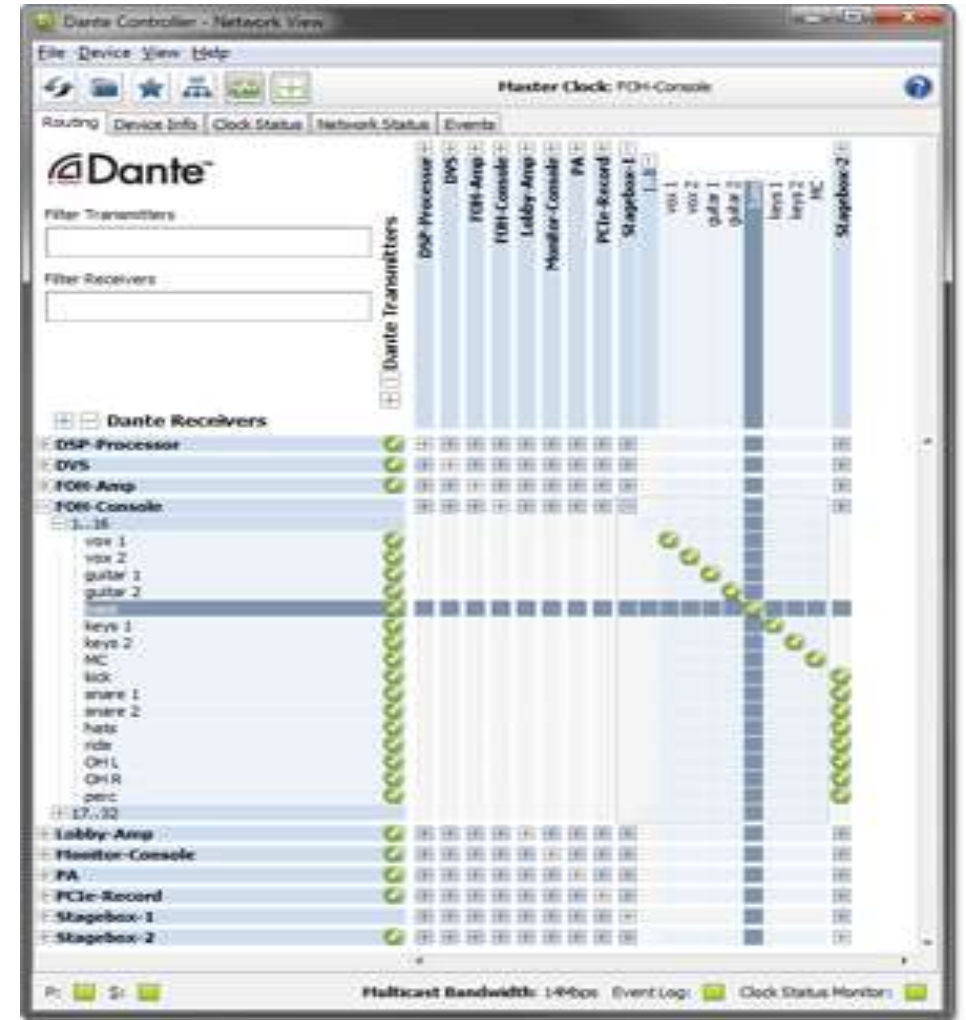 Dante Controller - Network View
File Device View Help
Master Clock: FOH-Console
Routing Device Info Clock Status Network Status Events
Dante™
Filter Transmitters
Filter Receivers
Dante Transmitters
DSP-Processor
DVS
FOH-Amp
FOH-Console
Lobby-Amp
Monitor-Console
PA
PCIe-Record
Stagebox-1
1..8
vox 1
vox 2
guitar 1
guitar 2
keys 1
keys 2
MC
Stagebox-2
Dante Receivers
DSP-Processor
DVS
FOH-Amp
FOH-Console
1..16
vox 1
vox 2
guitar 1
guitar 2
keys 1
keys 2
MC
kick
snare 1
snare 2
hats
ride
OH L
OH R
perc
17..32
Lobby-Amp
Monitor-Console
PA
PCIe-Record
Stagebox-1
Stagebox-2
P: S: Multicast Bandwidth: 14Mbps Event Log: Clock Status Monitor: